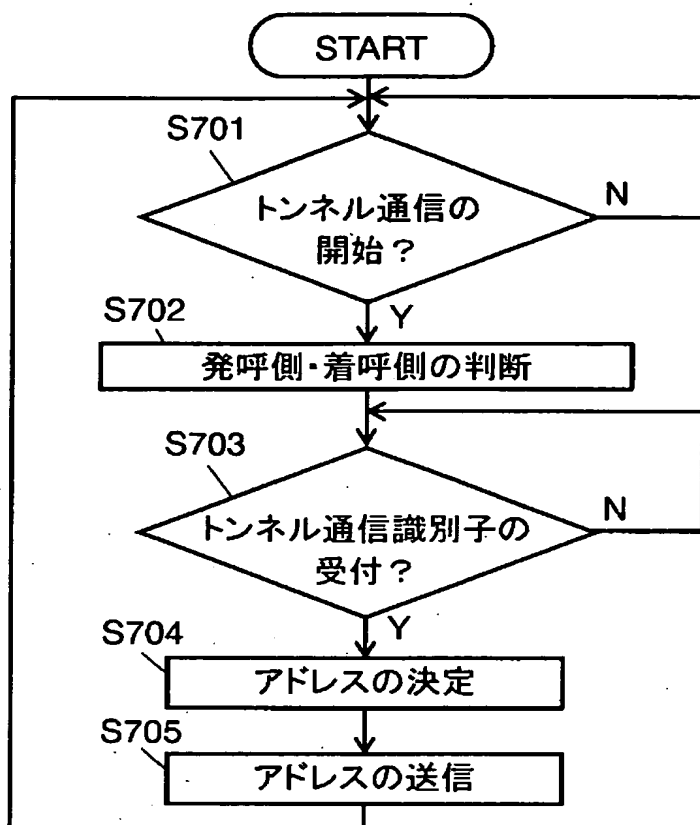 START
S701
トンネル通信の
開始？
N
Y
S702
発呼側・着呼側の判断
S703
トンネル通信識別子の
受付？
N
Y
S704
アドレスの決定
S705
アドレスの送信